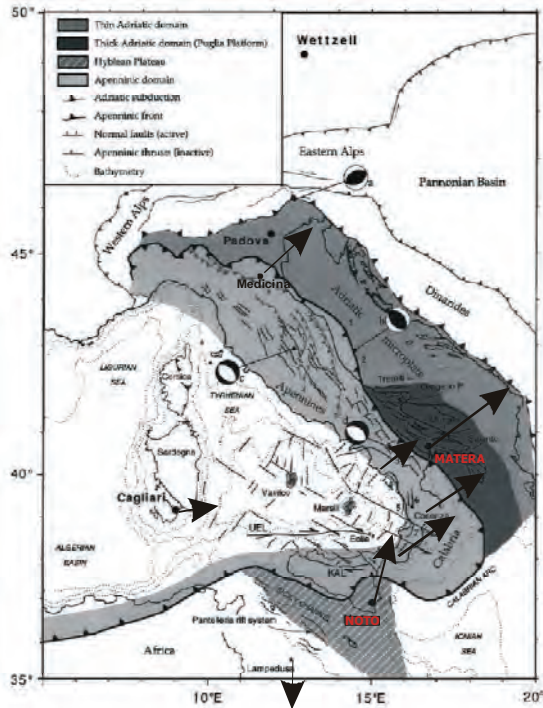 50°
Thin Adriatic domain
Thick Adriatic domain (Puglia Platform)
Hyblean Plateau
Apenninic domain
Adriatic subduction
Apenninic front
Normal faults (active)
Apenninic thrusts (inactive)
Bathymetry
Wettzell
Eastern Alps
a
Pannonian Basin
Western Alps
Padova
45°
Medicina
Adriatic
microplate
Dinarides
b
LIGURIAN
SEA
Corsica
Apennines
TYRRHENIAN
SEA
c
Sardegna
MATERA
40°
Cagliari
Vavilov
Marsili
UEL
Eolie
Calabria
ALGERIAN
BASIN
KAL
CALABRIAN ARC
NOTO
Pantelleria rift system
IONIAN
SEA
Africa
Lampedusa
35°
10°E
15°E
20°